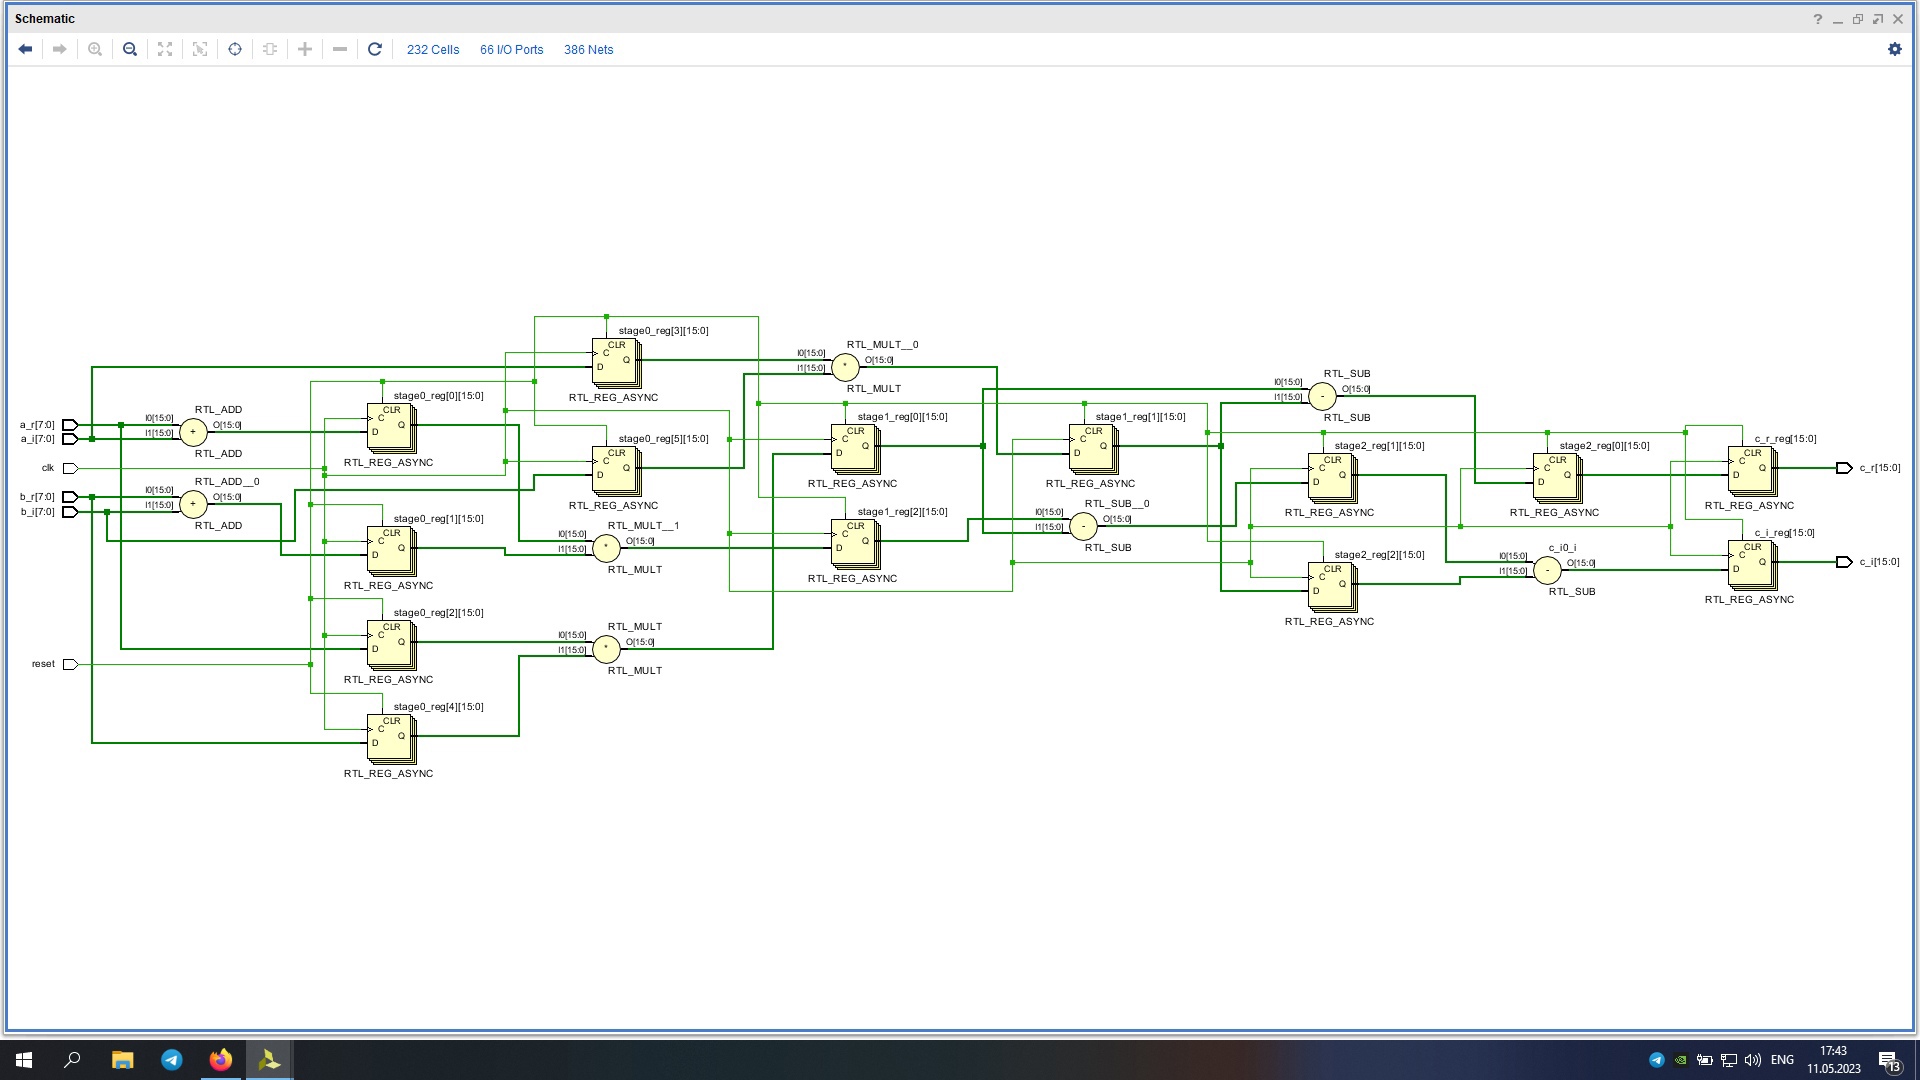 Schematic
232 Cells 66 I/O Ports 386 Nets
stage0_reg[3][15:0]
CLR
C
Q
D
RTL_REG_ASYNC
RTL_MULT__0
I0[15:0]
I1[15:0]
O[15:0]
*
RTL_MULT
RTL_SUB
I0[15:0]
I1[15:0]
O[15:0]
-
RTL_SUB
a_r[7:0]
a_i[7:0]
RTL_ADD
I0[15:0]
I1[15:0]
O[15:0]
+
RTL_ADD
stage0_reg[0][15:0]
CLR
C
Q
D
RTL_REG_ASYNC
stage0_reg[5][15:0]
CLR
C
Q
D
RTL_REG_ASYNC
stage1_reg[0][15:0]
CLR
C
Q
D
RTL_REG_ASYNC
stage1_reg[1][15:0]
CLR
C
Q
D
RTL_REG_ASYNC
stage2_reg[1][15:0]
CLR
C
Q
D
RTL_REG_ASYNC
stage2_reg[0][15:0]
CLR
C
Q
D
RTL_REG_ASYNC
c_r_reg[15:0]
CLR
C
Q
D
RTL_REG_ASYNC
c_r[15:0]
clk
b_r[7:0]
b_i[7:0]
RTL_ADD__0
I0[15:0]
I1[15:0]
O[15:0]
+
RTL_ADD
stage0_reg[1][15:0]
CLR
C
Q
D
RTL_REG_ASYNC
RTL_MULT__1
I0[15:0]
I1[15:0]
O[15:0]
*
RTL_MULT
stage1_reg[2][15:0]
CLR
C
Q
D
RTL_REG_ASYNC
RTL_SUB__0
I0[15:0]
I1[15:0]
O[15:0]
-
RTL_SUB
stage2_reg[2][15:0]
CLR
C
Q
D
RTL_REG_ASYNC
c_i0_i
I0[15:0]
I1[15:0]
O[15:0]
-
RTL_SUB
c_i_reg[15:0]
CLR
C
Q
D
RTL_REG_ASYNC
c_i[15:0]
stage0_reg[2][15:0]
CLR
C
Q
D
RTL_REG_ASYNC
RTL_MULT
I0[15:0]
I1[15:0]
O[15:0]
*
RTL_MULT
reset
stage0_reg[4][15:0]
CLR
C
Q
D
RTL_REG_ASYNC
ENG
17:43
11.05.2023
13